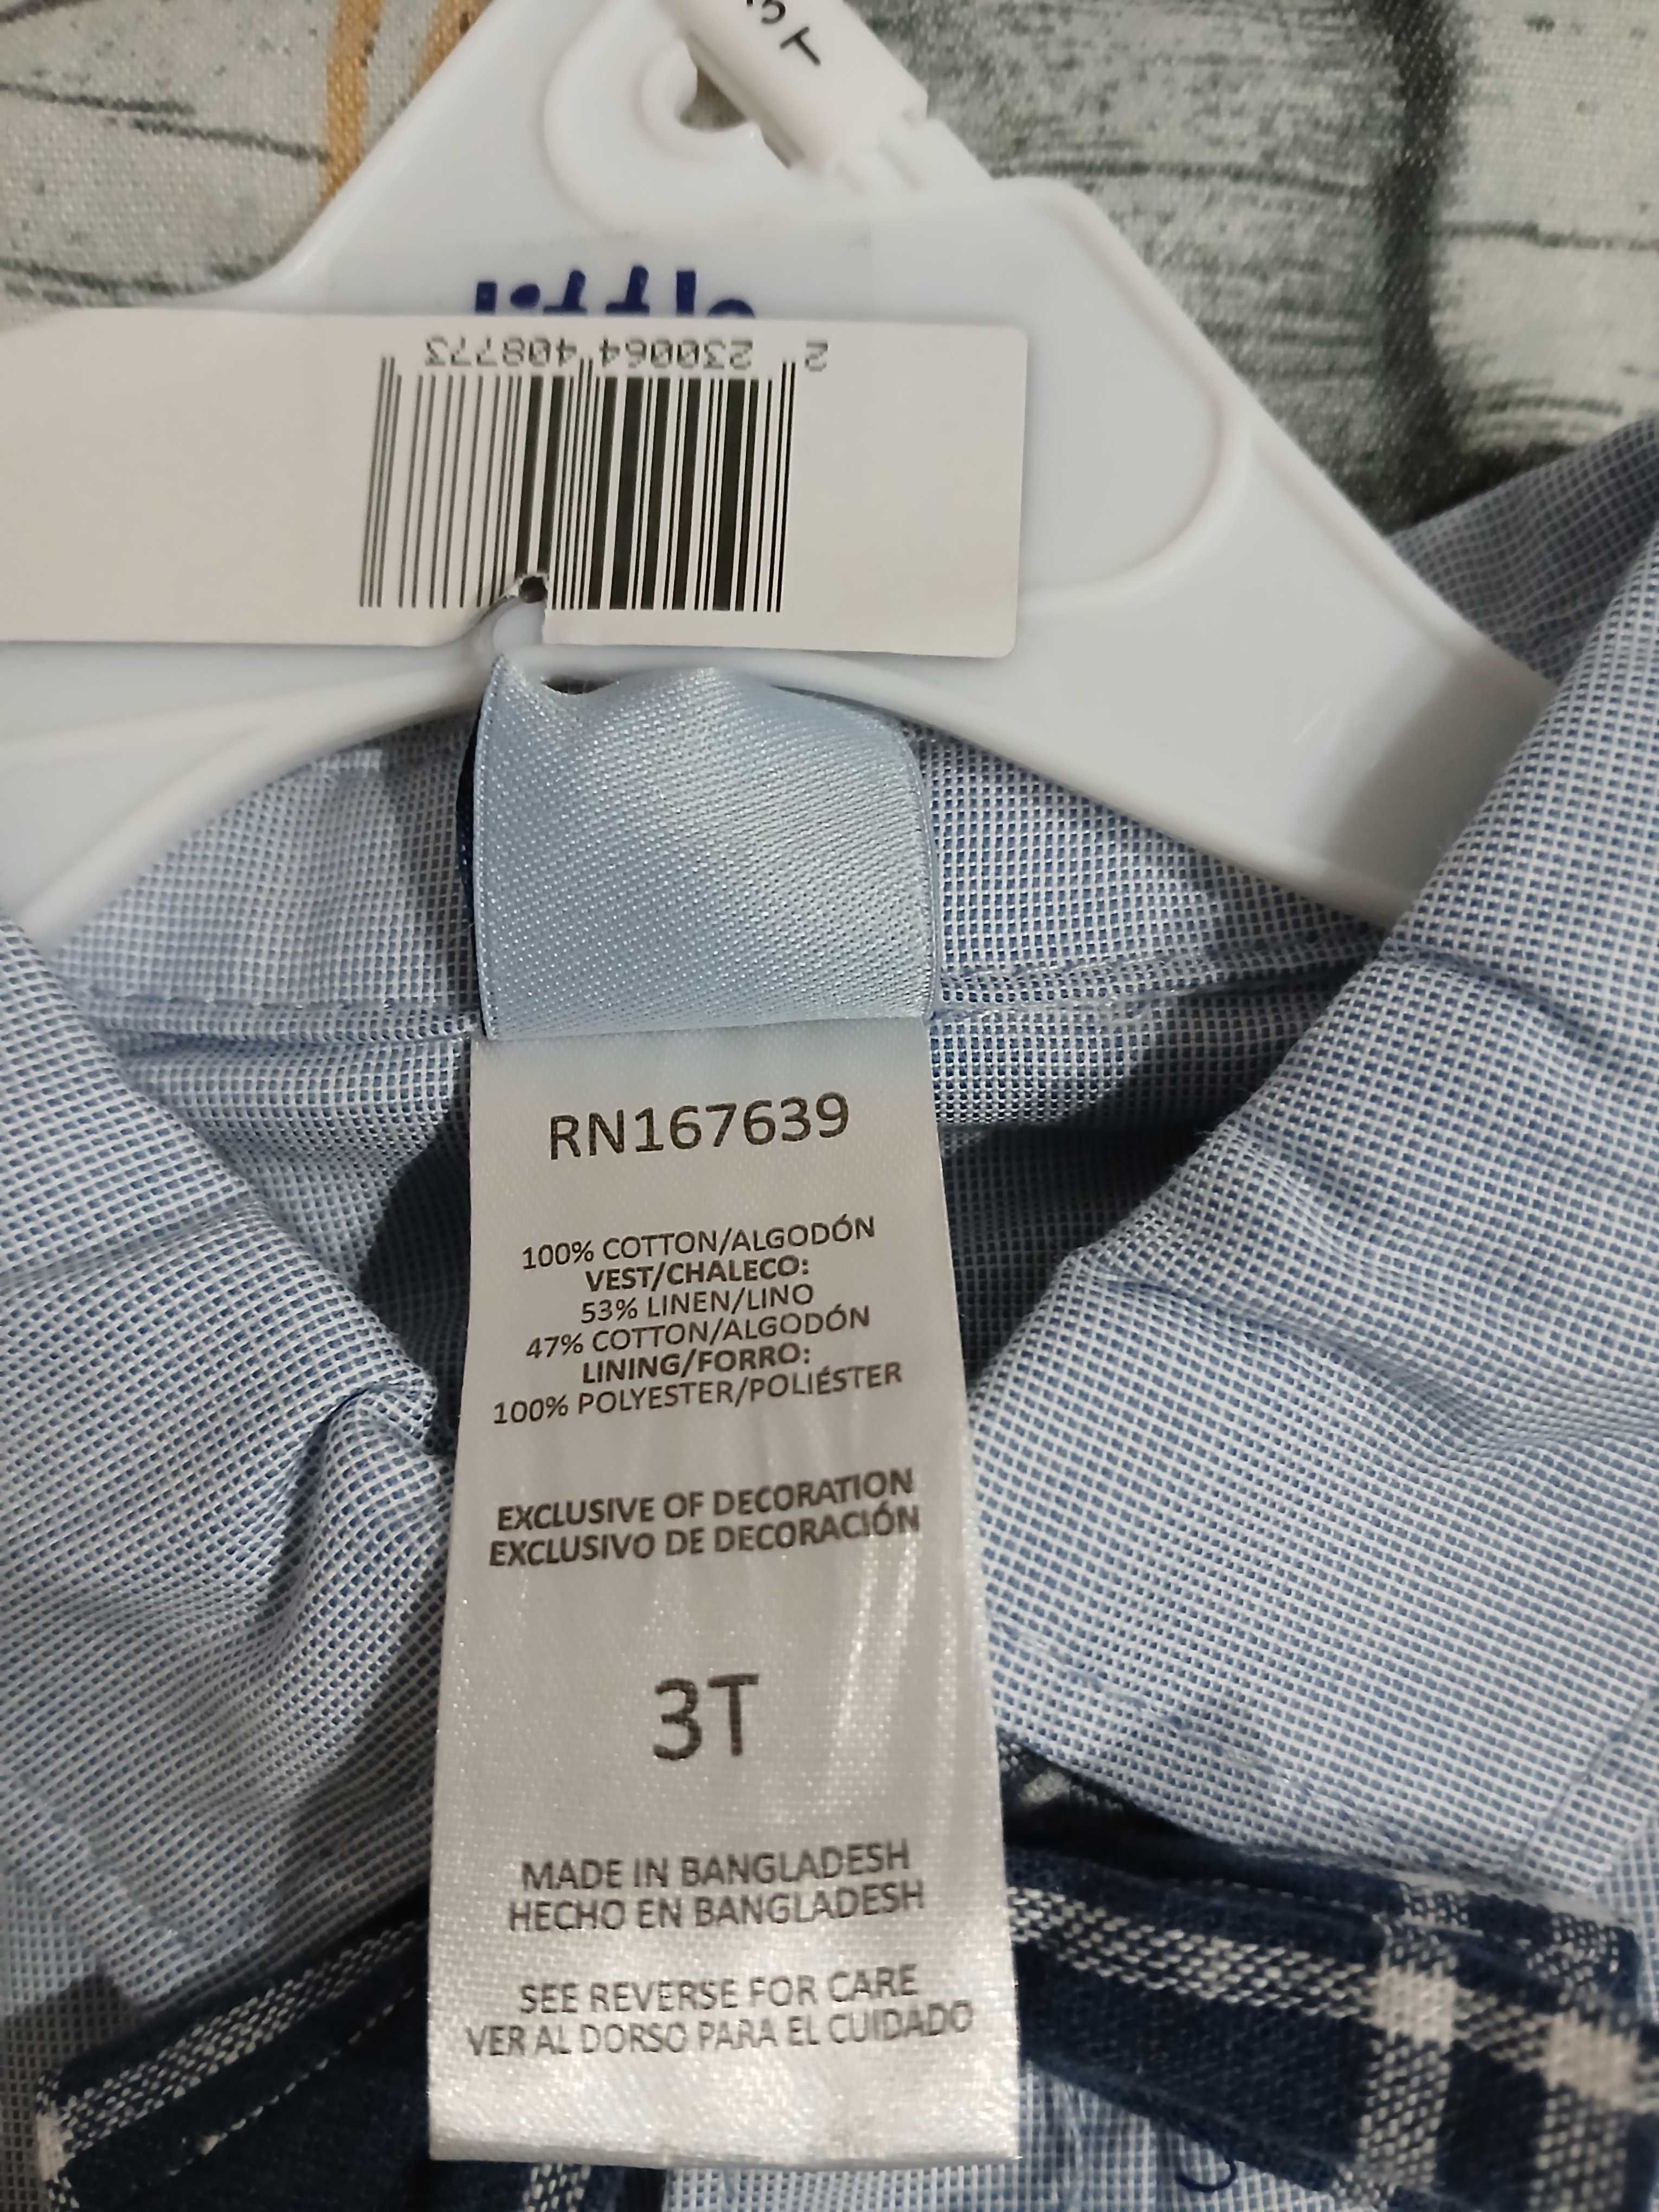 3T
2 230064 408773
RN167639
100% COTTON/ALGODÓN
VEST/CHALECO:
53% LINEN/LINO
47% COTTON/ALGODÓN
LINING/FORRO:
100% POLYESTER/POLIÉSTER
EXCLUSIVE OF DECORATION
EXCLUSIVO DE DECORACIÓN
3T
MADE IN BANGLADESH
HECHO EN BANGLADESH
SEE REVERSE FOR CARE
VER AL DORSO PARA EL CUIDADO